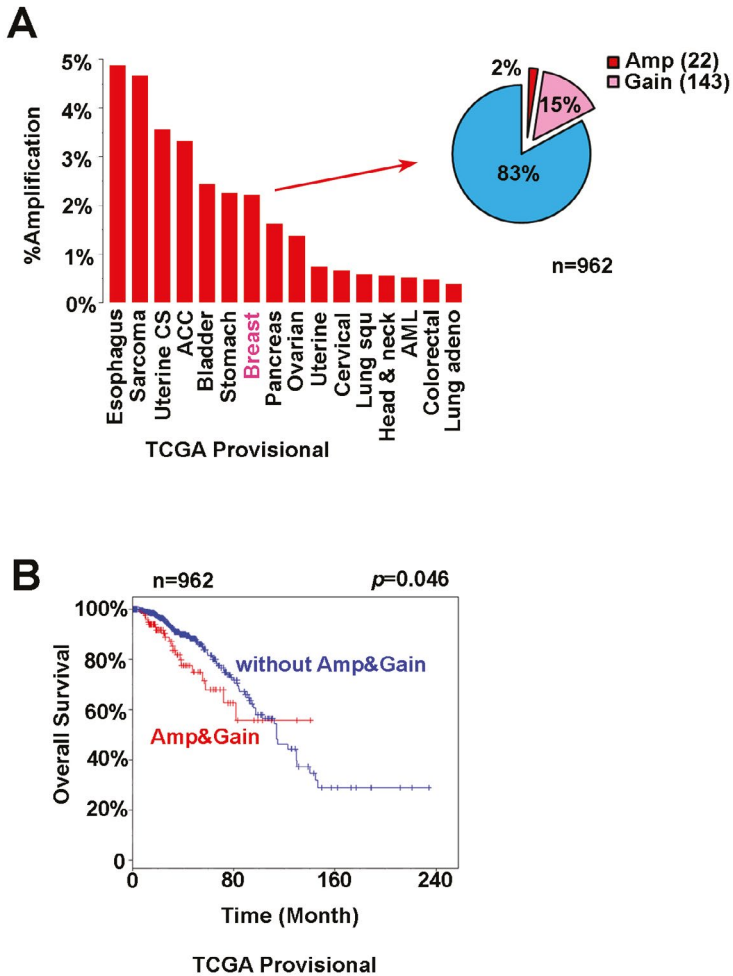 A
5%
4%
3%
2%
1%
0%
%Amplification
Esophagus
Sarcoma
Uterine CS
ACC
Bladder
Stomach
Breast
Pancreas
Ovarian
Uterine
Cervical
Lung squ
Head & neck
AML
Colorectal
Lung adeno
TCGA Provisional
2%
15%
83%
Amp (22)
Gain (143)
n=962
B
n=962
p=0.046
100%
80%
60%
40%
20%
0
Overall Survival
without Amp&Gain
Amp&Gain
0 80 160 240
Time (Month)
TCGA Provisional